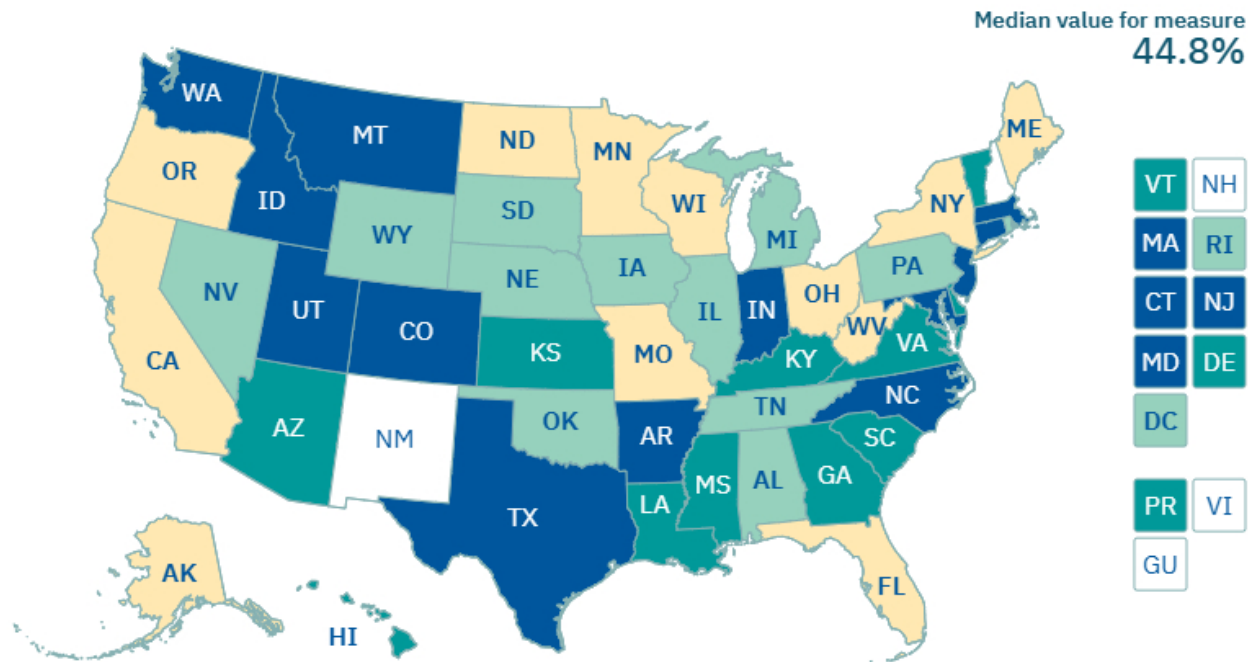 Median value for measure
44.8%
WA
MT
ND
MN
ME
OR
ID
SD
WI
NY
VT NH
WY
MI
MA RI
NE
IA
PA
NV
IL
IN
OH
CT NJ
UT
CO
WV
KS
MO
KY
VA
MD DE
CA
NC
TN
AZ
NM
OK
AR
SC
DC
MS
AL
GA
LA
PR VI
TX
GU
AK
FL
HI